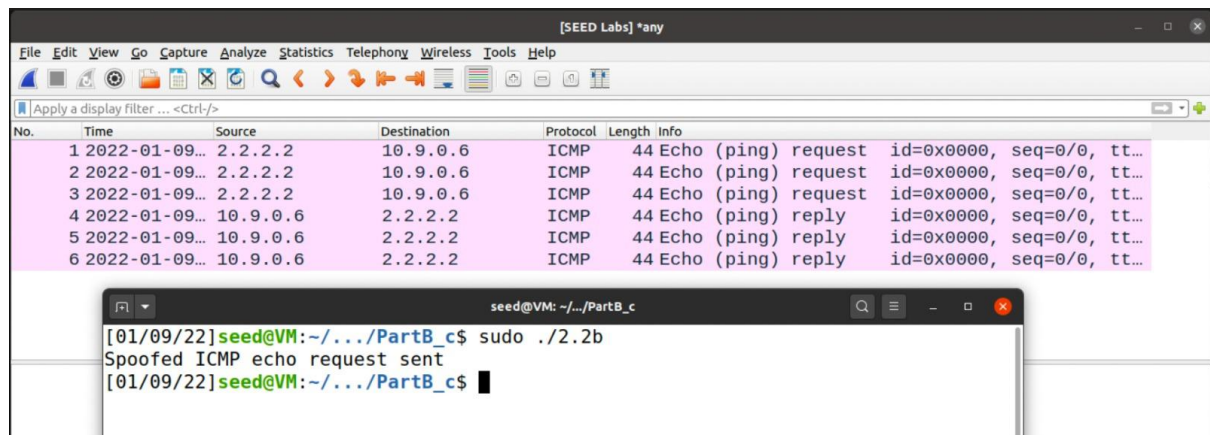 [SEED Labs] *any
File Edit View Go Capture Analyze Statistics Telephony Wireless Tools Help
Apply a display filter ... <Ctrl-/>
No. Time Source Destination Protocol Length Info
1 2022-01-09… 2.2.2.2 10.9.0.6 ICMP 44 Echo (ping) request id=0x0000, seq=0/0, tt…
2 2022-01-09… 2.2.2.2 10.9.0.6 ICMP 44 Echo (ping) request id=0x0000, seq=0/0, tt…
3 2022-01-09… 2.2.2.2 10.9.0.6 ICMP 44 Echo (ping) request id=0x0000, seq=0/0, tt…
4 2022-01-09… 10.9.0.6 2.2.2.2 ICMP 44 Echo (ping) reply id=0x0000, seq=0/0, tt…
5 2022-01-09… 10.9.0.6 2.2.2.2 ICMP 44 Echo (ping) reply id=0x0000, seq=0/0, tt…
6 2022-01-09… 10.9.0.6 2.2.2.2 ICMP 44 Echo (ping) reply id=0x0000, seq=0/0, tt…
seed@VM: ~/.../PartB_c
[01/09/22]seed@VM:~/.../PartB_c$ sudo ./2.2b
Spoofed ICMP echo request sent
[01/09/22]seed@VM:~/.../PartB_c$